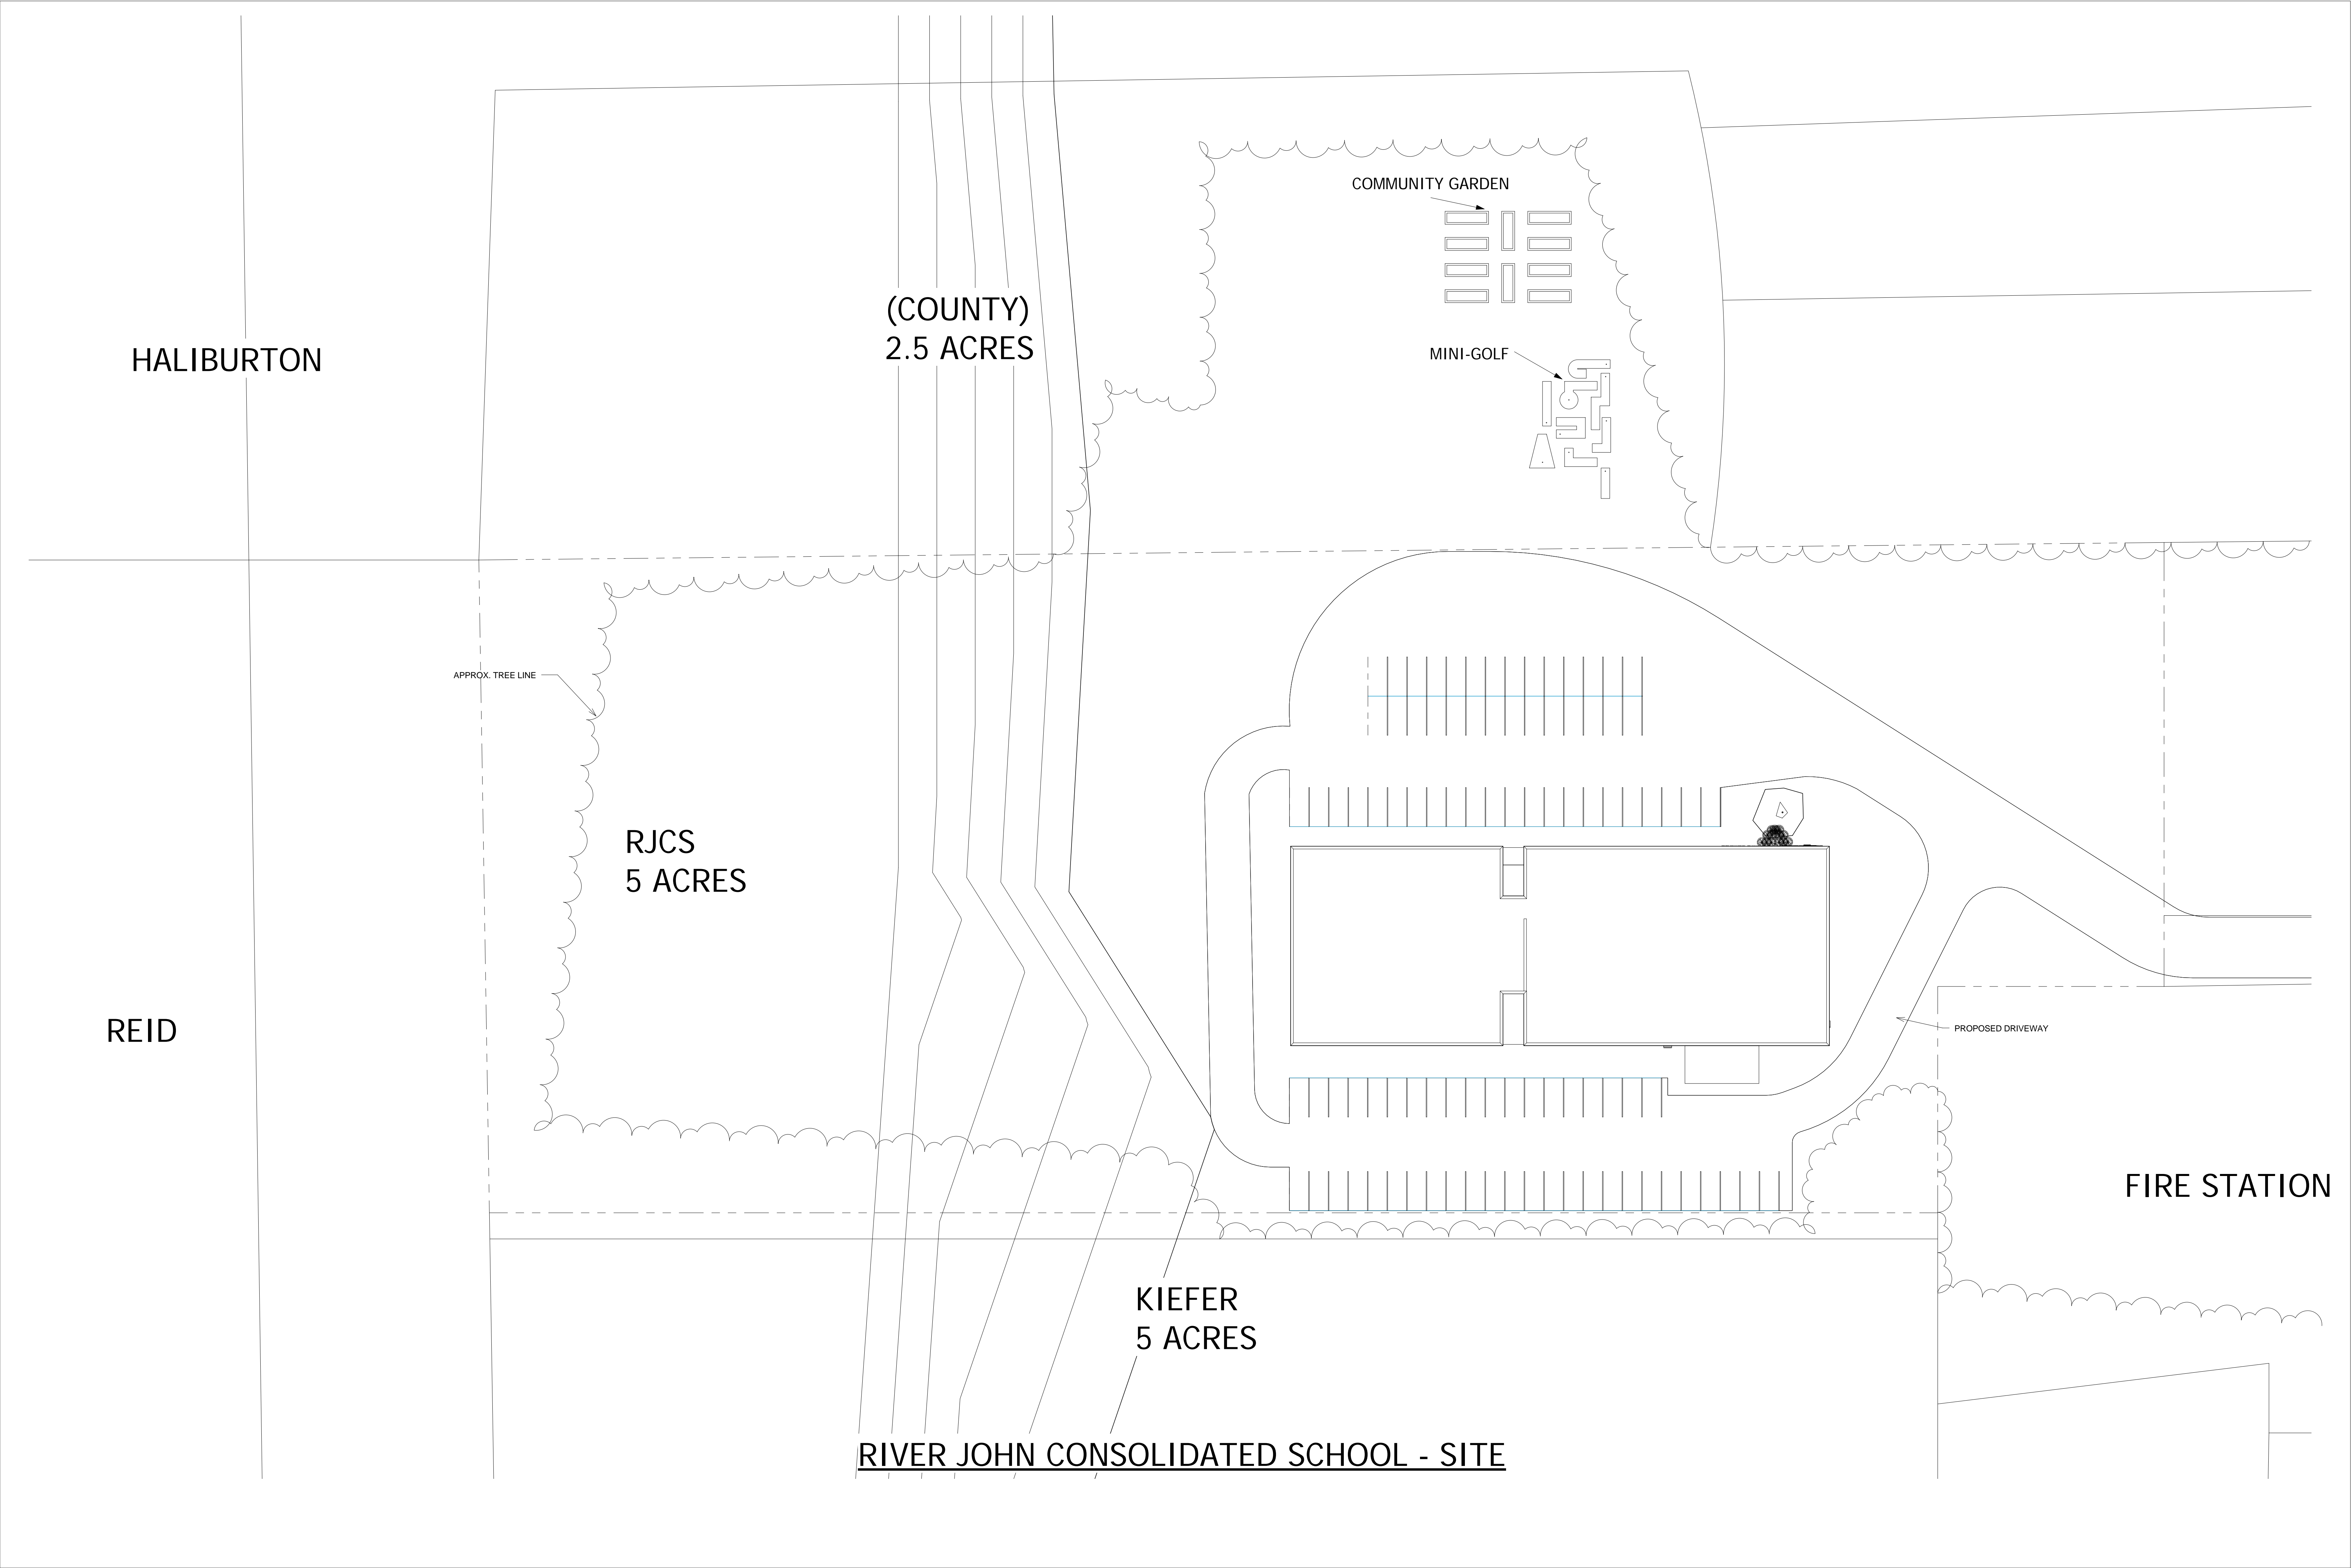 COMMUNITY GARDEN
(COUNTY)
2.5 ACRES
HALIBURTON
MINI-GOLF
APPROX. TREE LINE
RJCS
5 ACRES
REID
PROPOSED DRIVEWAY
FIRE STATION
KIEFER
5 ACRES
RIVER JOHN CONSOLIDATED SCHOOL - SITE